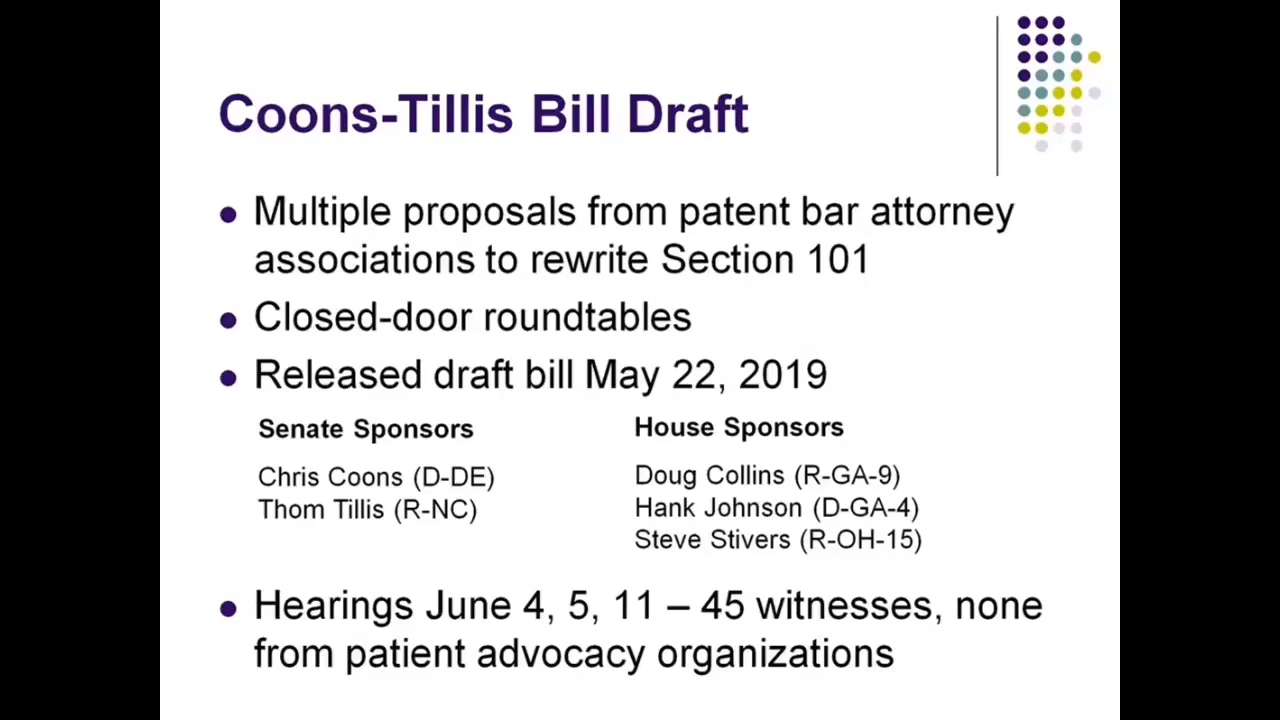 Coons-Tillis Bill Draft
● Multiple proposals from patent bar attorney
associations to rewrite Section 101
● Closed-door roundtables
● Released draft bill May 22, 2019
Senate Sponsors
Chris Coons (D-DE)
Thom Tillis (R-NC)
House Sponsors
Doug Collins (R-GA-9)
Hank Johnson (D-GA-4)
Steve Stivers (R-OH-15)
● Hearings June 4, 5, 11 – 45 witnesses, none
from patient advocacy organizations